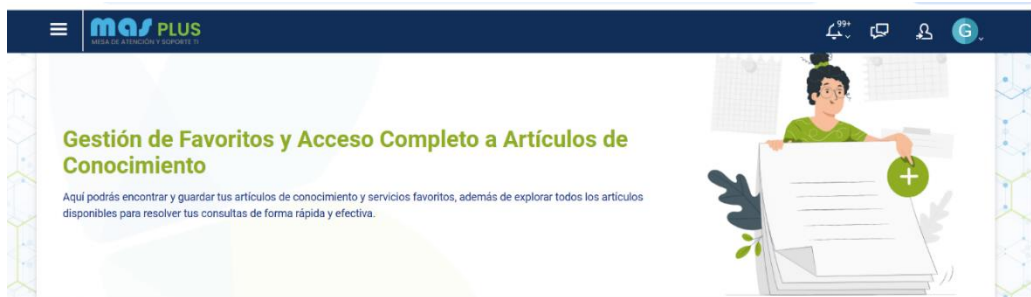 mas PLUS
MESA DE ATENCIÓN Y SOPORTE TI
99+
G
Gestión de Favoritos y Acceso Completo a Artículos de
Conocimiento
Aquí podrás encontrar y guardar tus artículos de conocimiento y servicios favoritos, además de explorar todos los artículos
disponibles para resolver tus consultas de forma rápida y efectiva.